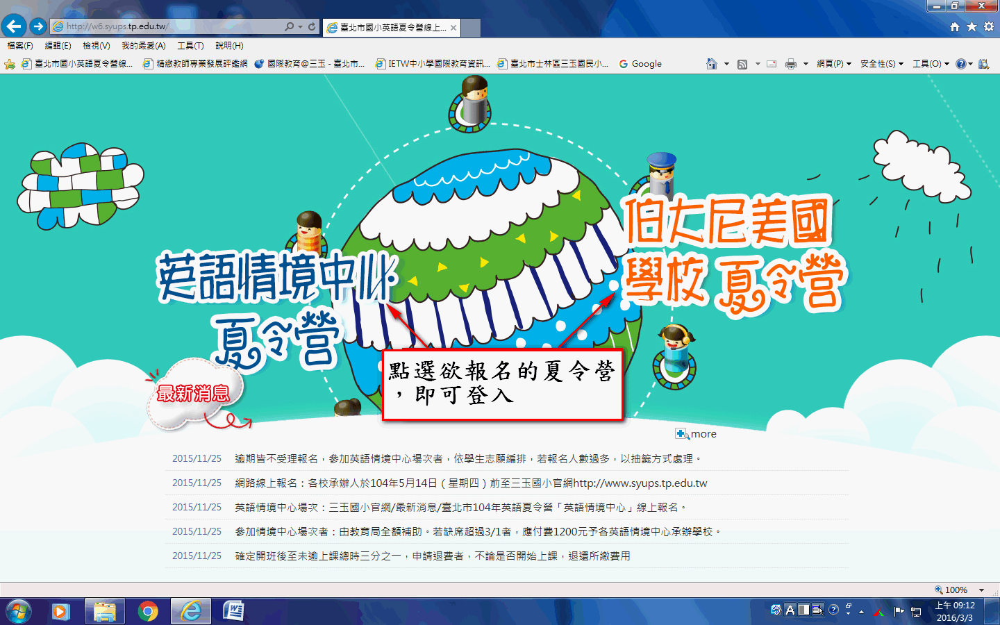 http://w6.syups.tp.edu.tw/
臺北市國小英語夏令營線上...
檔案(F) 編輯(E) 檢視(V) 我的最愛(A) 工具(T) 說明(H)
臺北市國小英語夏令營線... 精緻教師專業發展評鑑網 國際教育@三玉 - 臺北市... IETW中小學國際教育資訊... 臺北市士林區三玉國民小... Google 網頁(P) 安全性(S) 工具(O)
伯大尼美國
學校 夏令營
英語情境中心
夏令營
點選欲報名的夏令營
，即可登入
最新消息
more
2015/11/25 逾期皆不受理報名，參加英語情境中心場次者，依學生志願編排，若報名人數過多，以抽籤方式處理。
2015/11/25 網路線上報名：各校承辦人於104年5月14日（星期四）前至三玉國小官網http://www.syups.tp.edu.tw
2015/11/25 英語情境中心場次：三玉國小官網/最新消息/臺北市104年英語夏令營「英語情境中心」線上報名。
2015/11/25 參加情境中心場次者：由教育局全額補助。若缺席超過3/1者，應付費1200元予各英語情境中心承辦學校。
2015/11/25 確定開班後至未逾上課總時三分之一，申請退費者，不論是否開始上課，退還所繳費用
100%
上午 09:12
2016/3/3